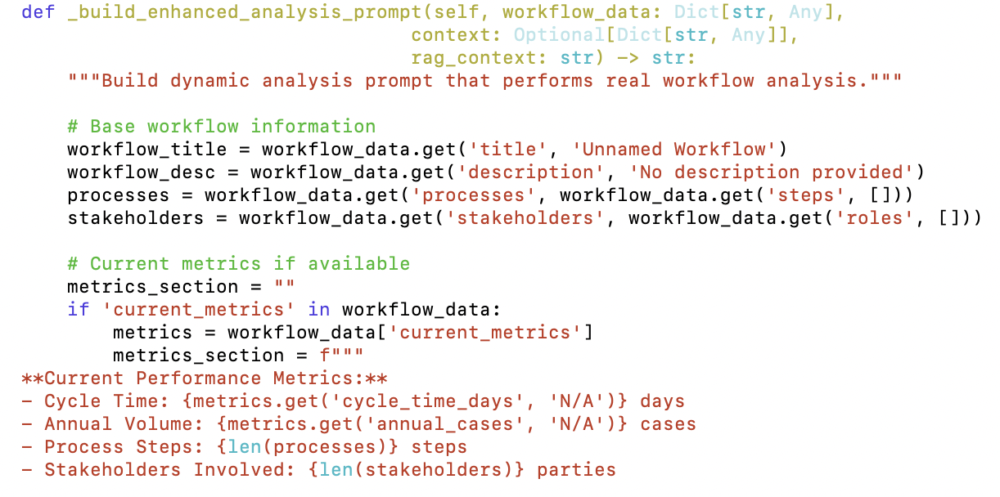 def _build_enhanced_analysis_prompt(self, workflow_data: Dict[str, Any],
                                  context: Optional[Dict[str, Any]],
                                  rag_context: str) -> str:
    """Build dynamic analysis prompt that performs real workflow analysis."""

    # Base workflow information
    workflow_title = workflow_data.get('title', 'Unnamed Workflow')
    workflow_desc = workflow_data.get('description', 'No description provided')
    processes = workflow_data.get('processes', workflow_data.get('steps', []))
    stakeholders = workflow_data.get('stakeholders', workflow_data.get('roles', []))

    # Current metrics if available
    metrics_section = ""
    if 'current_metrics' in workflow_data:
        metrics = workflow_data['current_metrics']
        metrics_section = f"""
**Current Performance Metrics:**
- Cycle Time: {metrics.get('cycle_time_days', 'N/A')} days
- Annual Volume: {metrics.get('annual_cases', 'N/A')} cases
- Process Steps: {len(processes)} steps
- Stakeholders Involved: {len(stakeholders)} parties